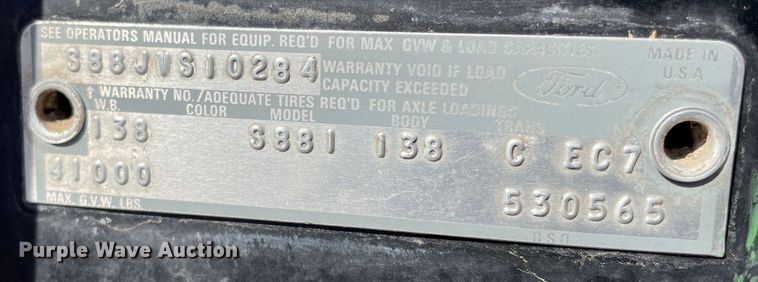 SEE OPERATORS MANUAL FOR EQUIP. REQ'D FOR MAX GVW & LOAD CAPACITIES
S88JVS10284 WARRANTY VOID IF LOAD
CAPACITY EXCEEDED
Ford
MADE IN
U.S.A.
↑ WARRANTY NO./ADEQUATE TIRES REQ'D FOR AXLE LOADINGS
W.B. COLOR MODEL BODY TRANS
138 S881 138 C EC7
41000 530565
MAX. G.V.W. LBS. D.S.O.
Purple Wave Auction